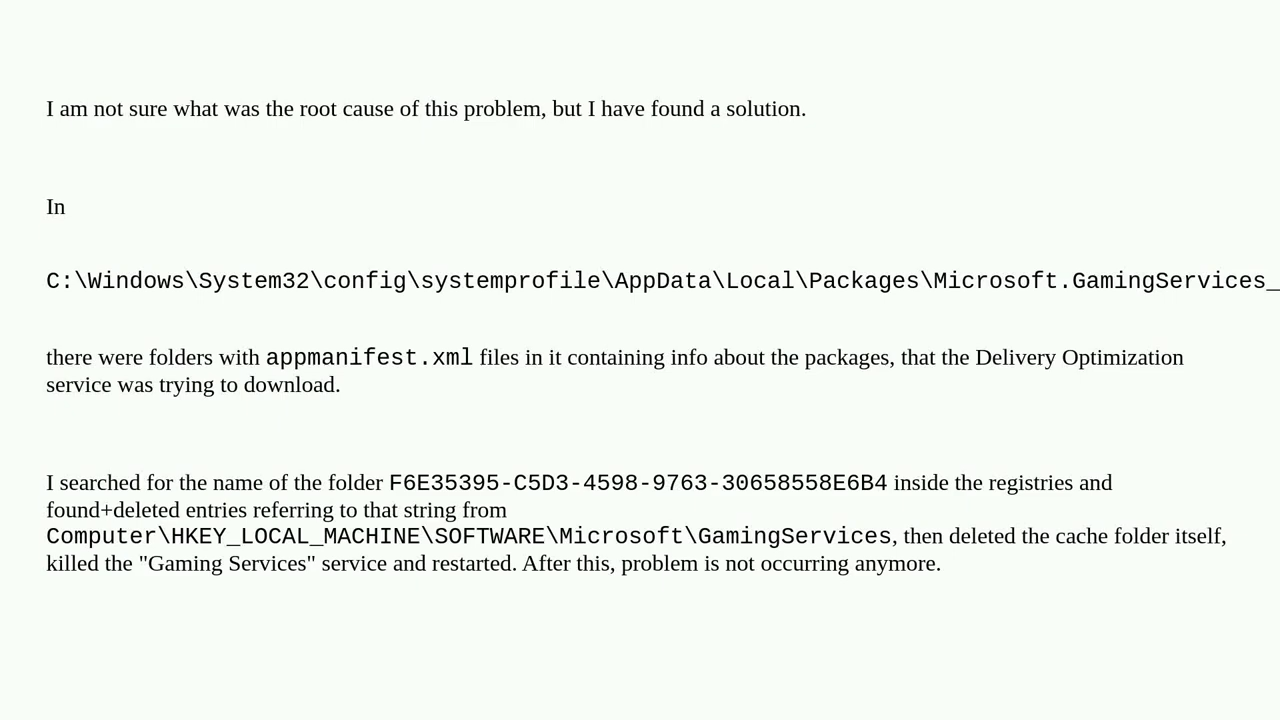 I am not sure what was the root cause of this problem, but I have found a solution.
In
C:\Windows\System32\config\systemprofile\AppData\Local\Packages\Microsoft.GamingServices_
there were folders with appmanifest.xml files in it containing info about the packages, that the Delivery Optimization
service was trying to download.
I searched for the name of the folder F6E35395-C5D3-4598-9763-30658558E6B4 inside the registries and
found+deleted entries referring to that string from
Computer\HKEY_LOCAL_MACHINE\SOFTWARE\Microsoft\GamingServices, then deleted the cache folder itself,
killed the "Gaming Services" service and restarted. After this, problem is not occurring anymore.